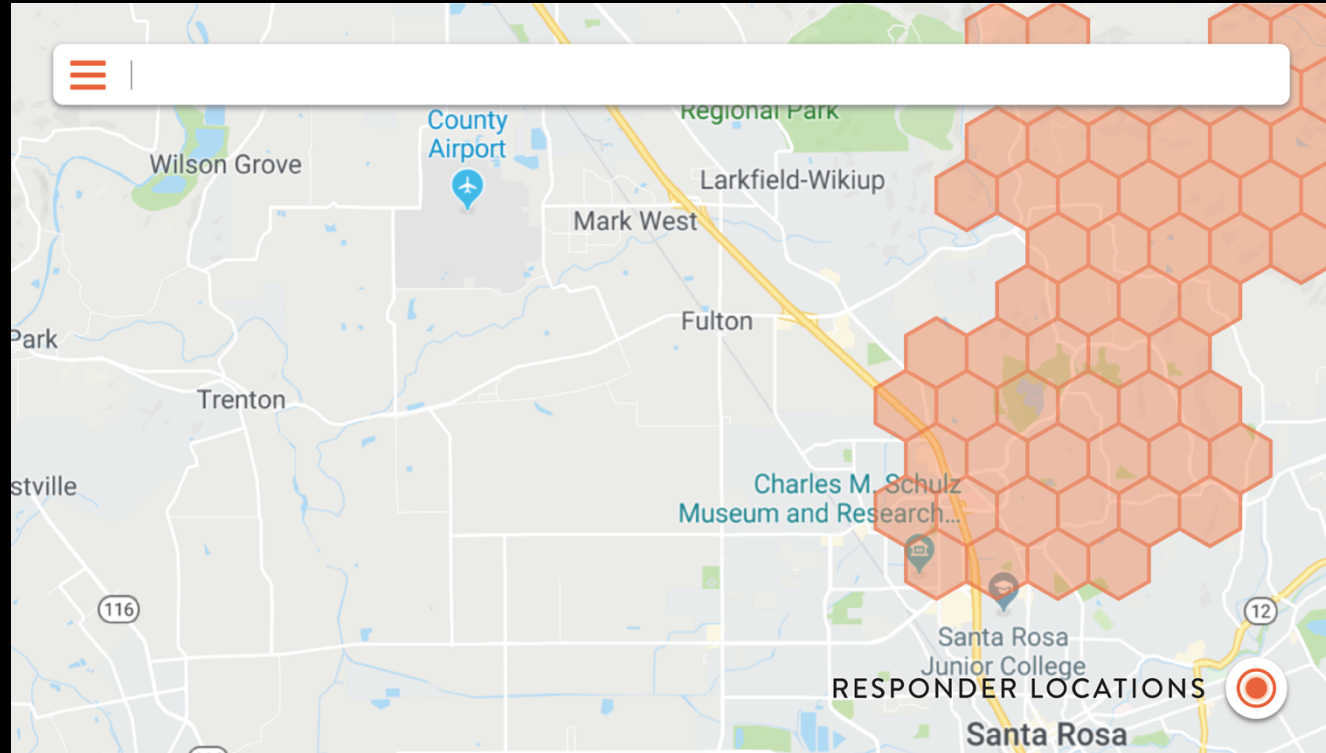 County
Airport
Regional Park
Wilson Grove
Larkfield-Wikiup
Mark West
Fulton
Park
Trenton
Charles M. Schulz
Museum and Research...
stville
116
12
Santa Rosa
Junior College
RESPONDER LOCATIONS
Santa Rosa